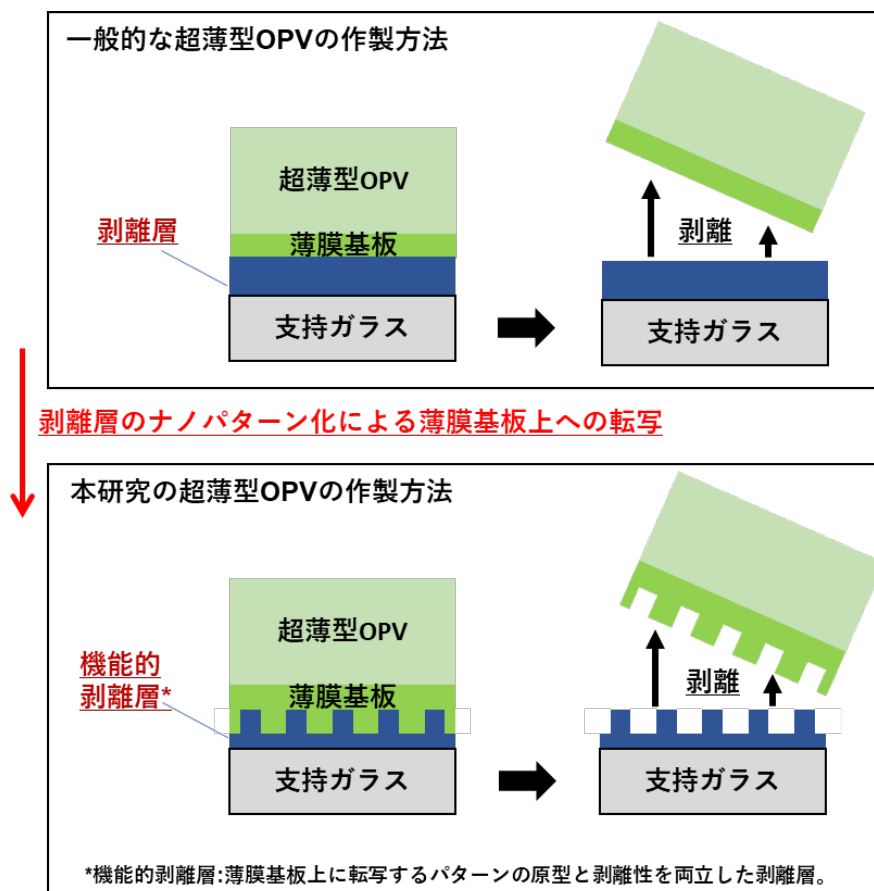 一般的な超薄型OPVの作製方法
超薄型OPV
剥離層
薄膜基板
剥離
支持ガラス
支持ガラス
剥離層のナノパターン化による薄膜基板上への転写
本研究の超薄型OPVの作製方法
超薄型OPV
機能的
剥離層*
薄膜基板
剥離
支持ガラス
支持ガラス
*機能的剥離層:薄膜基板上に転写するパターンの原型と剥離性を両立した剥離層。